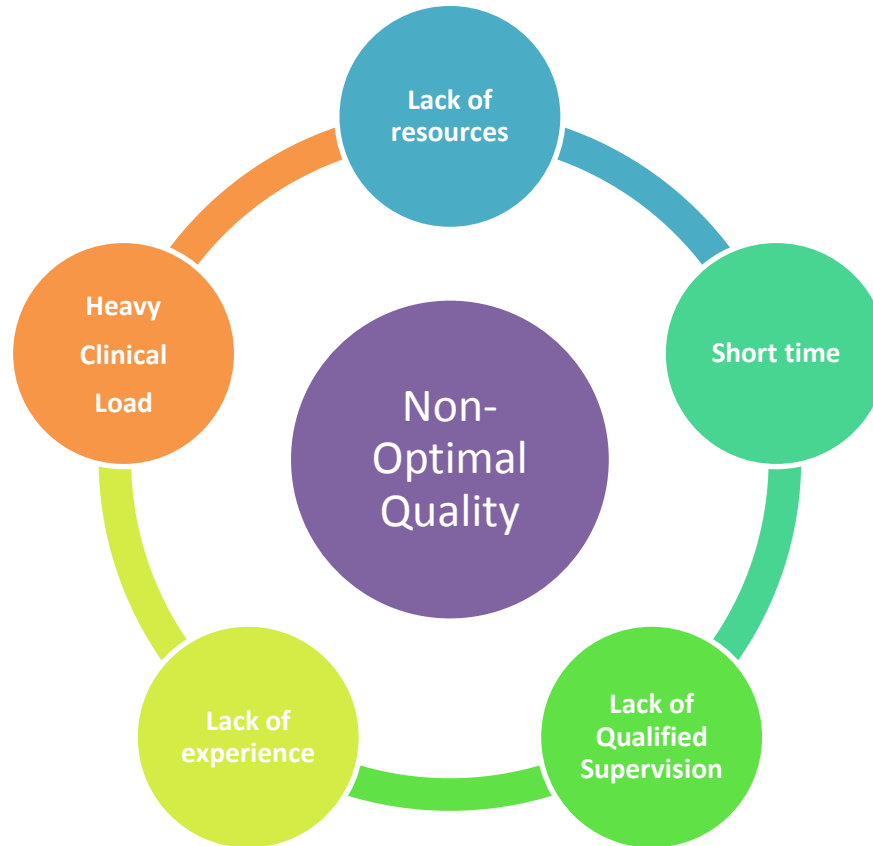 Lack of
resources
Short time
Lack of
Qualified
Supervision
Lack of
experience
Heavy
Clinical
Load
Non-
Optimal
Quality